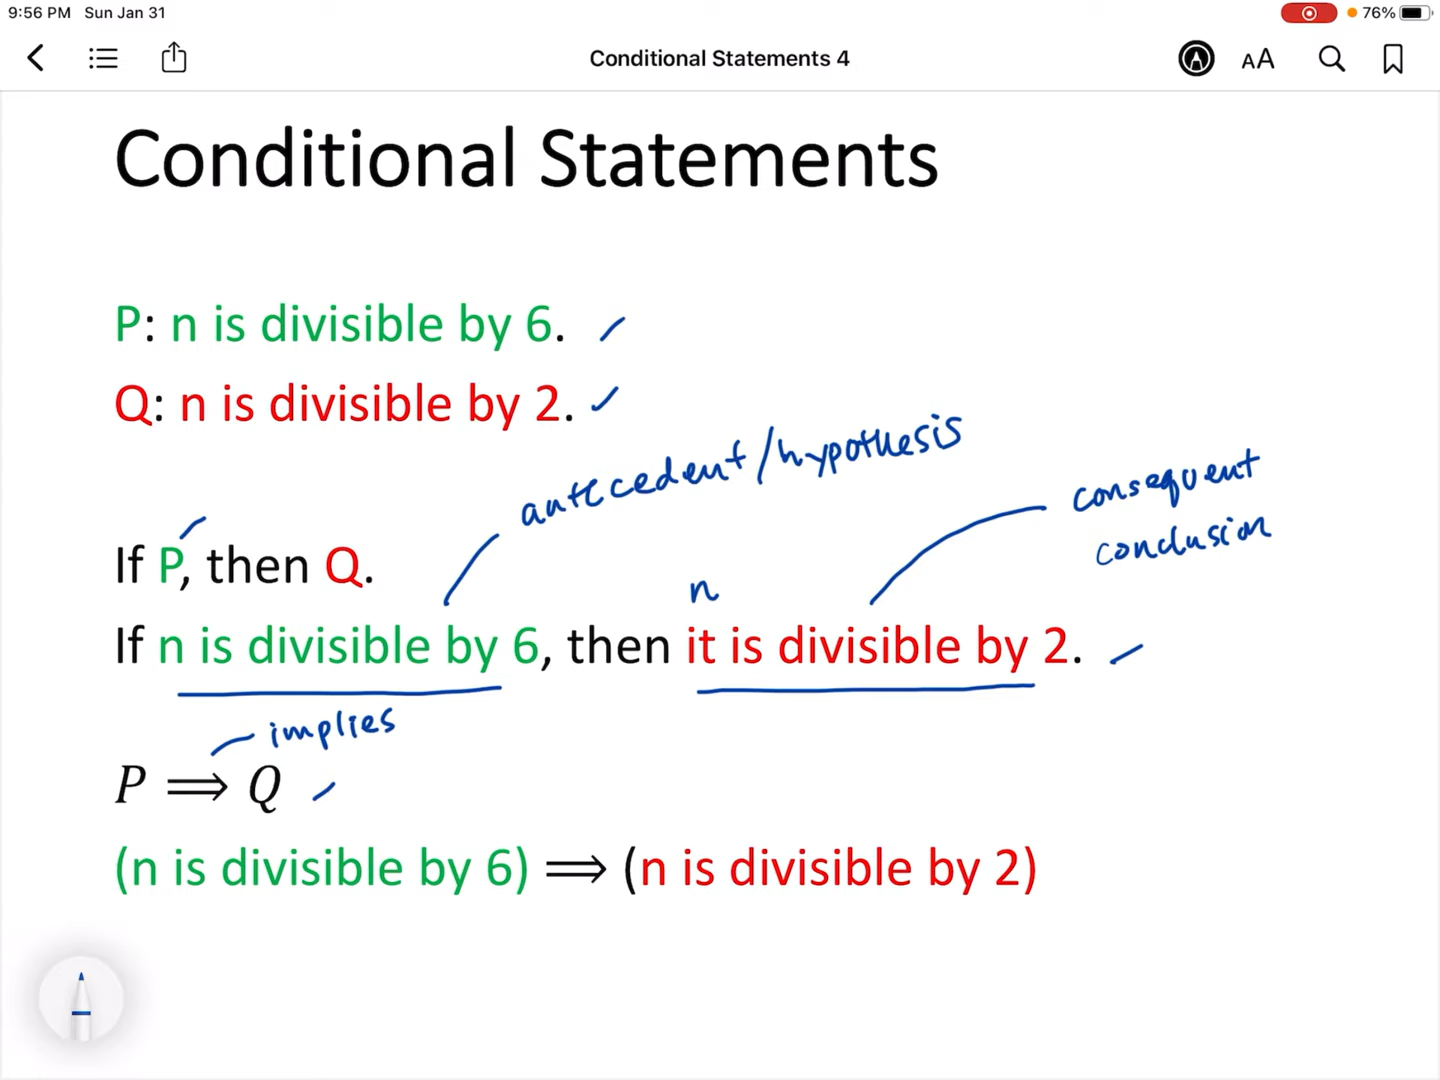 9:56 PM Sun Jan 31
76%
Conditional Statements 4
AA
Conditional Statements
P: n is divisible by 6.
Q: n is divisible by 2.
antecedent/hypothesis
consequent
conclusion
If P, then Q.
n
If n is divisible by 6, then it is divisible by 2.
implies
P ⟹ Q
(n is divisible by 6) ⟹ (n is divisible by 2)